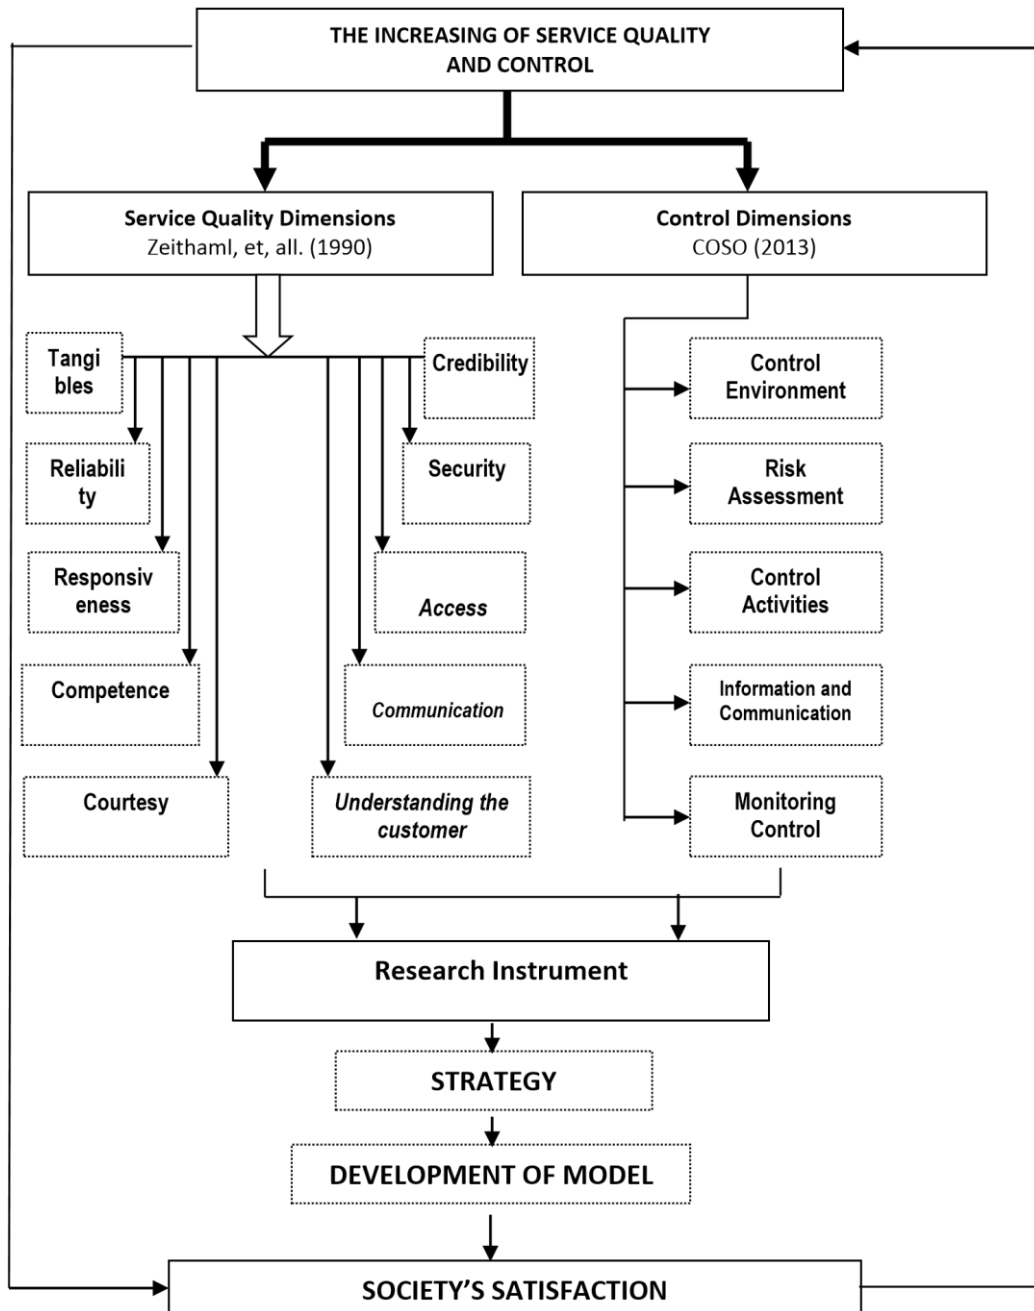 THE INCREASING OF SERVICE QUALITY
AND CONTROL
Service Quality Dimensions
Zeithaml, et, all. (1990)
Control Dimensions
COSO (2013)
Tangi
bles
Credibility
Reliabili
ty
Security
Responsiv
eness
Access
Competence
Communication
Courtesy
Understanding the
customer
Control
Environment
Risk
Assessment
Control
Activities
Information and
Communication
Monitoring
Control
Research Instrument
STRATEGY
DEVELOPMENT OF MODEL
SOCIETY’S SATISFACTION